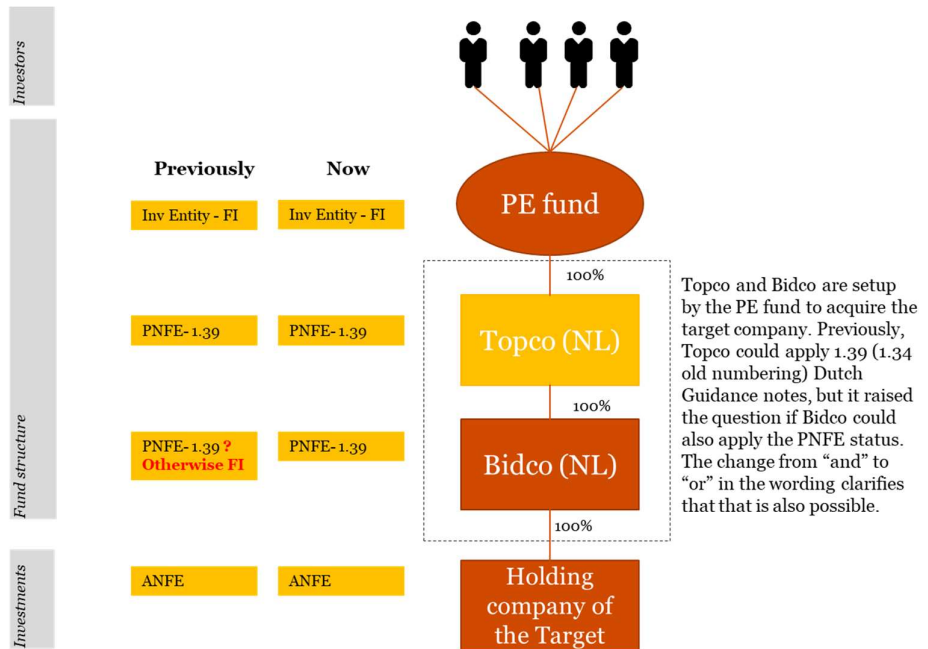 Investors
Previously
Now
PE fund
Inv Entity - FI
Inv Entity - FI
100%
Topco and Bidco are setup
by the PE fund to acquire the
target company. Previously,
Topco could apply 1.39 (1.34
old numbering) Dutch
Guidance notes, but it raised
the question if Bidco could
also apply the PNFE status.
The change from “and” to
“or” in the wording clarifies
that that is also possible.
PNFE- 1.39
PNFE- 1.39
Topco (NL)
100%
Fund structure
PNFE- 1.39 ?
Otherwise FI
PNFE- 1.39
Bidco (NL)
100%
Investments
ANFE
ANFE
Holding
company of
the Target